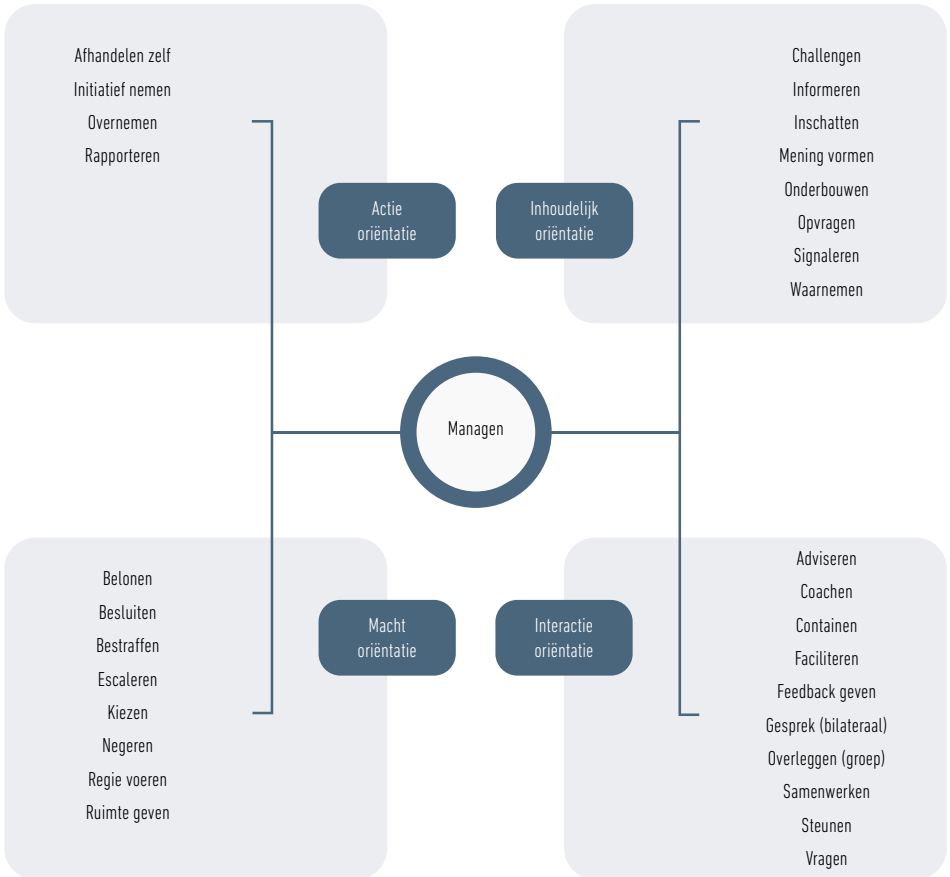 Afhandelen zelf
Initiatief nemen
Overnemen
Rapporteren
Actie
oriëntatie
Challengen
Informeren
Inschatten
Mening vormen
Onderbouwen
Opvragen
Signaleren
Waarnemen
Inhoudelijk
oriëntatie
Managen
Belonen
Besluiten
Bestraffen
Escaleren
Kiezen
Negeren
Regie voeren
Ruimte geven
Macht
oriëntatie
Interactie
oriëntatie
Adviseren
Coachen
Containen
Faciliteren
Feedback geven
Gesprek (bilateraal)
Overleggen (groep)
Samenwerken
Steunen
Vragen